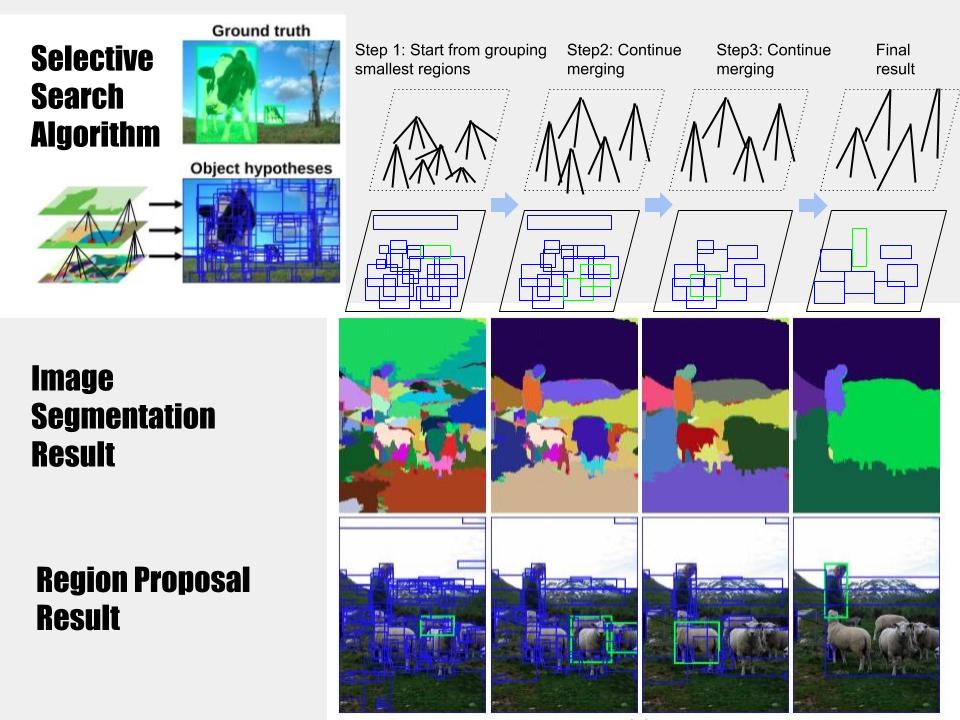 Selective
Search
Algorithm
Ground truth
Object hypotheses
Step 1: Start from grouping
smallest regions
Step2: Continue
merging
Step3: Continue
merging
Final
result
Image
Segmentation
Result
Region Proposal
Result